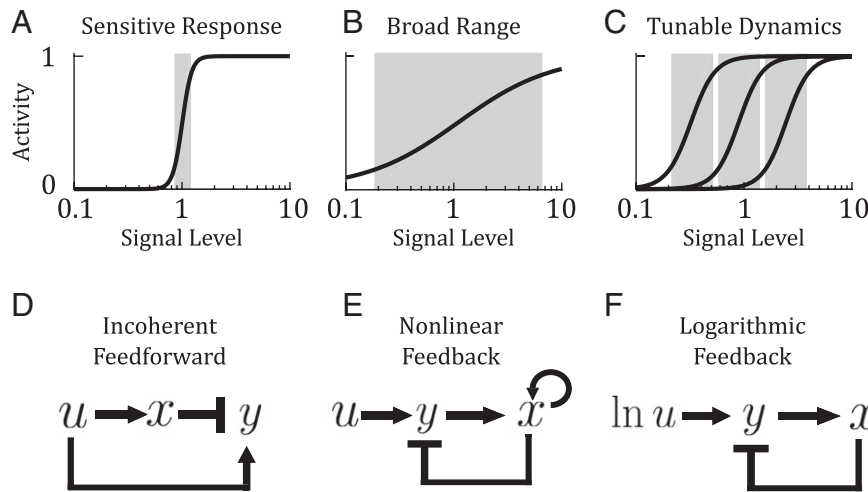 A Sensitive Response
B Broad Range
C Tunable Dynamics
Activity
1
0
0.1 1 10
0.1 1 10
0.1 1 10
Signal Level
Signal Level
Signal Level
D
Incoherent
Feedforward
u x y
E
Nonlinear
Feedback
u y x
F
Logarithmic
Feedback
ln u y x